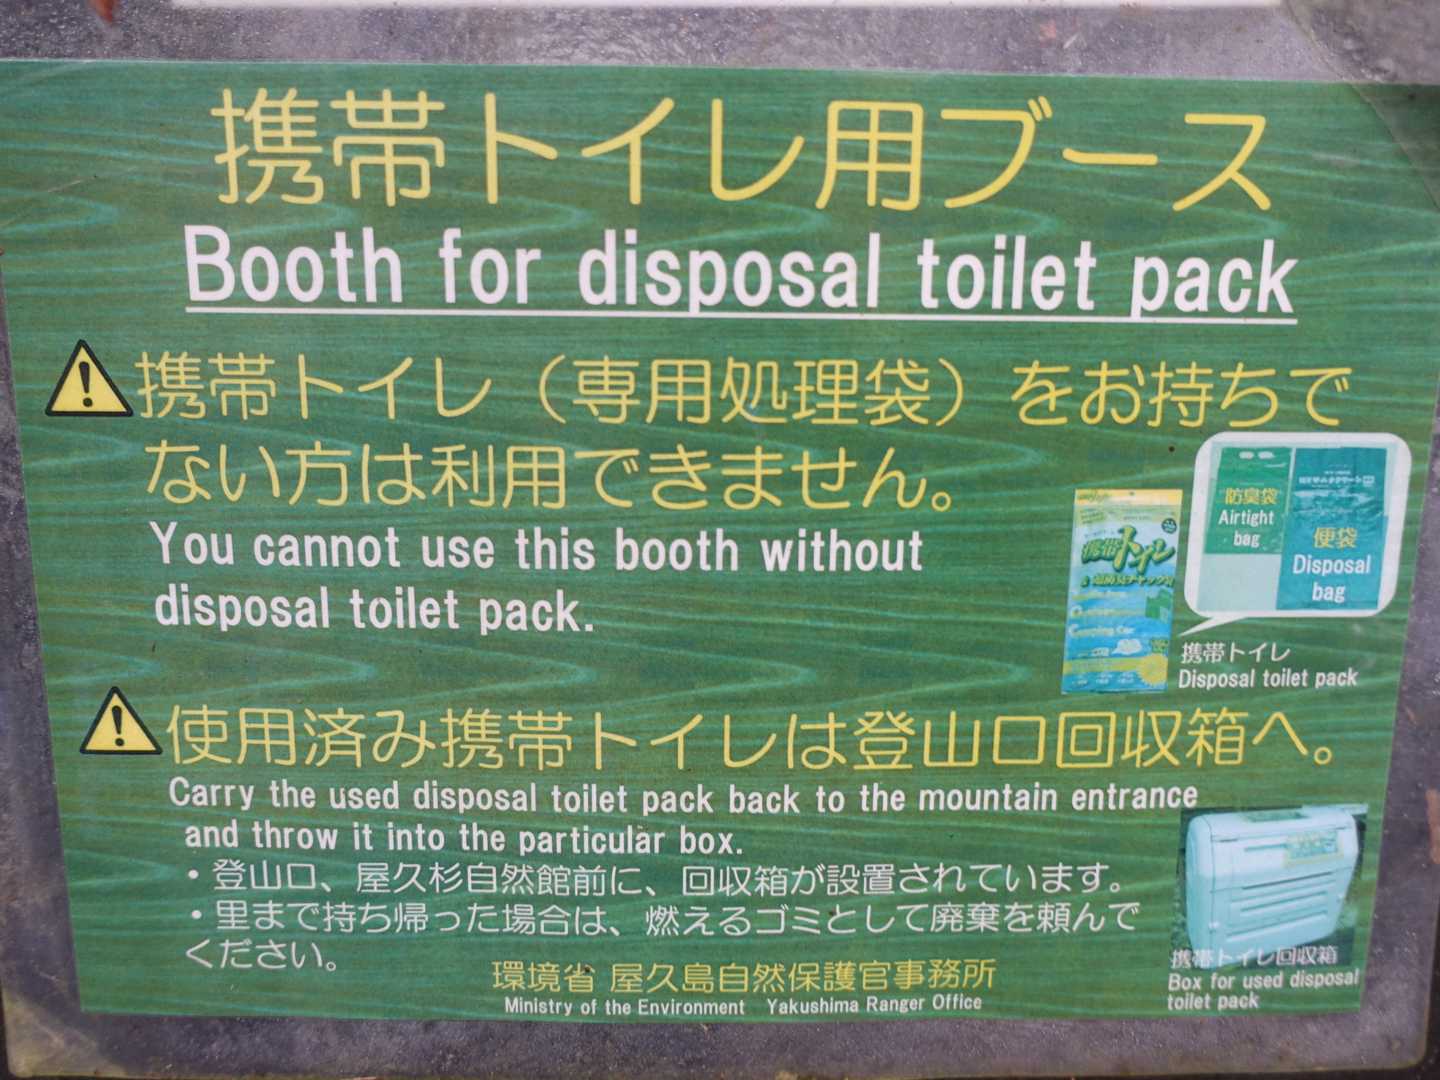 携帯トイレ用ブース
Booth for disposal toilet pack
携帯トイレ（専用処理袋）をお持ちで
ない方は利用できません。
You cannot use this booth without
disposal toilet pack.
防臭袋
Airtight
bag
便袋
Disposal
bag
携帯トイレ
携帯トイレ
Disposal toilet pack
使用済み携帯トイレは登山口回収箱へ。
Carry the used disposal toilet pack back to the mountain entrance
and throw it into the particular box.
・登山口、屋久杉自然館前に、回収箱が設置されています。
・里まで持ち帰った場合は、燃えるゴミとして廃棄を頼んで
ください。
携帯トイレ回収箱
Box for used disposal
toilet pack
環境省 屋久島自然保護官事務所
Ministry of the Environment Yakushima Ranger Office